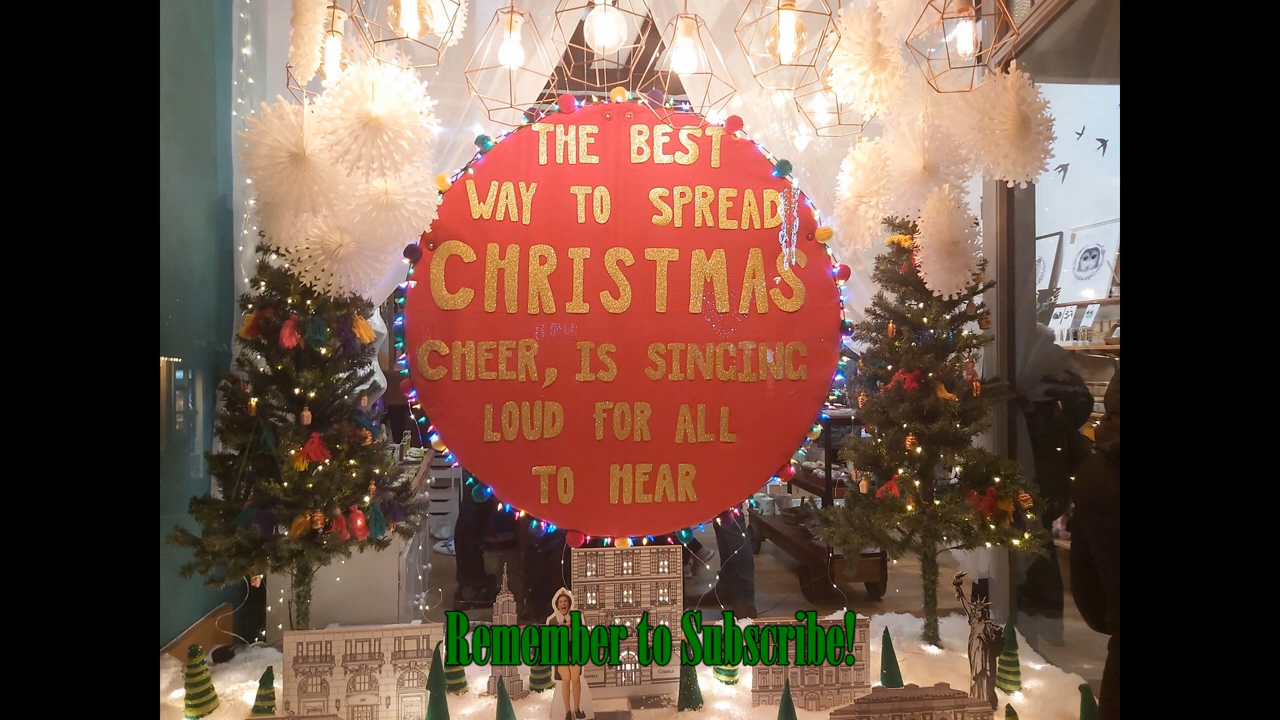 THE BEST
WAY TO SPREAD
CHRISTMAS
CHEER, IS SINGING
LOUD FOR ALL
TO HEAR
Remember to Subscribe!